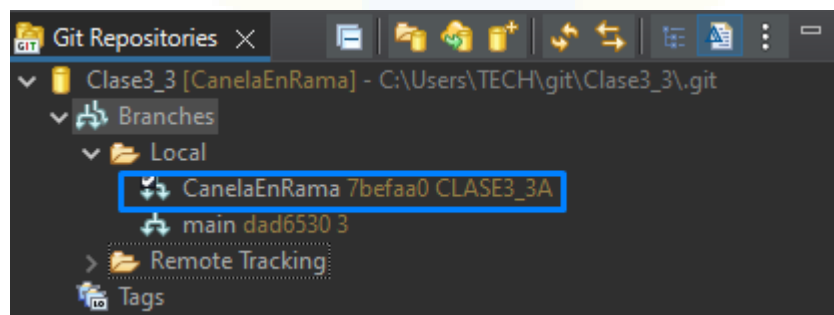 GIT Git Repositories
Clase3_3 [CanelaEnRama] - C:\Users\TECH\git\Clase3_3\.git
Branches
Local
CanelaEnRama 7befaa0 CLASE3_3A
main dad6530 3
Remote Tracking
Tags